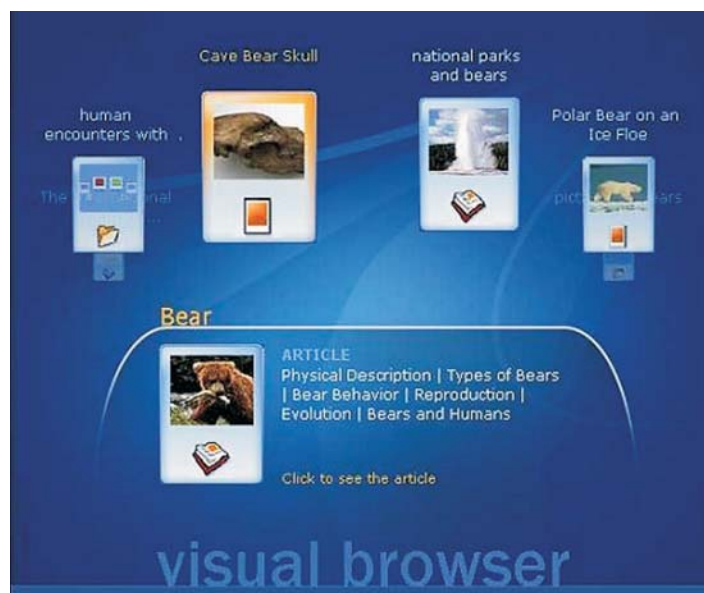 Cave Bear Skull
national parks
and bears
human
encounters with .
Polar Bear on an
Ice Floe
The
...
Bear
ARTICLE
Physical Description | Types of Bears
| Bear Behavior | Reproduction |
Evolution | Bears and Humans
Click to see the article
visual browser